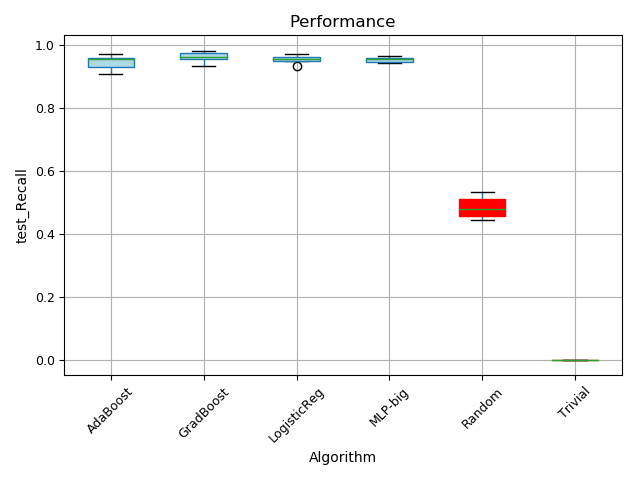 Performance
1.0
0.8
0.6
0.4
0.2
0.0
test_Recall
AdaBoost
GradBoost
LogisticReg
MLP-big
Random
Trivial
Algorithm